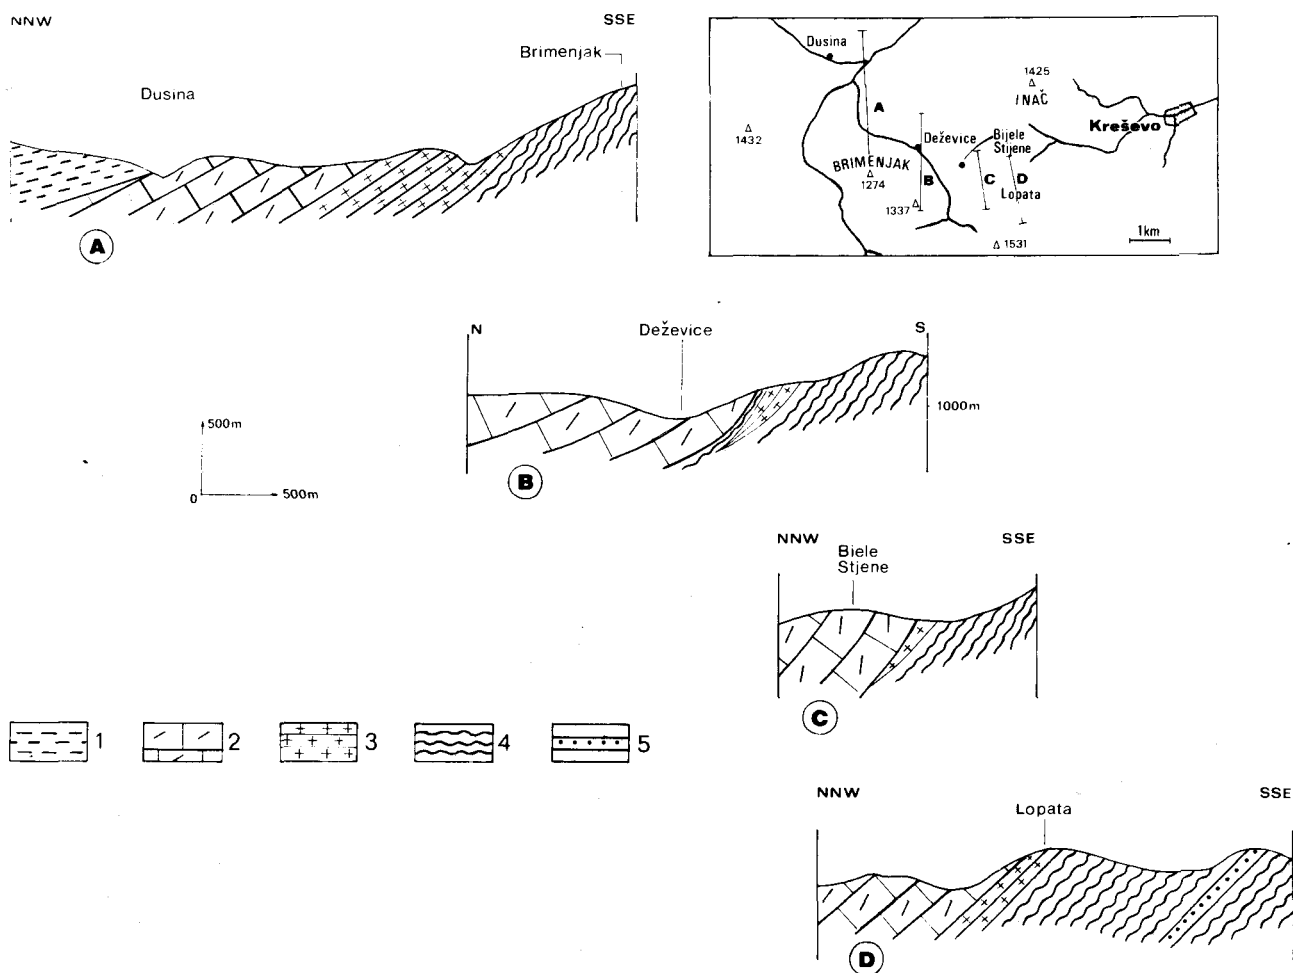 NNW
SSE
Brimenjak
Dusina
A
Dusina
1425
INAČ
Kreševo
A
1432
Deževice
Bijele
Stijene
BRIMENJAK
1274
B
C
D
Lopata
1337
1531
1km
N
Deževice
S
1000m
500m
0
500m
B
NNW
SSE
Biele
Stjene
C
1
2
3
4
5
NNW
SSE
Lopata
D